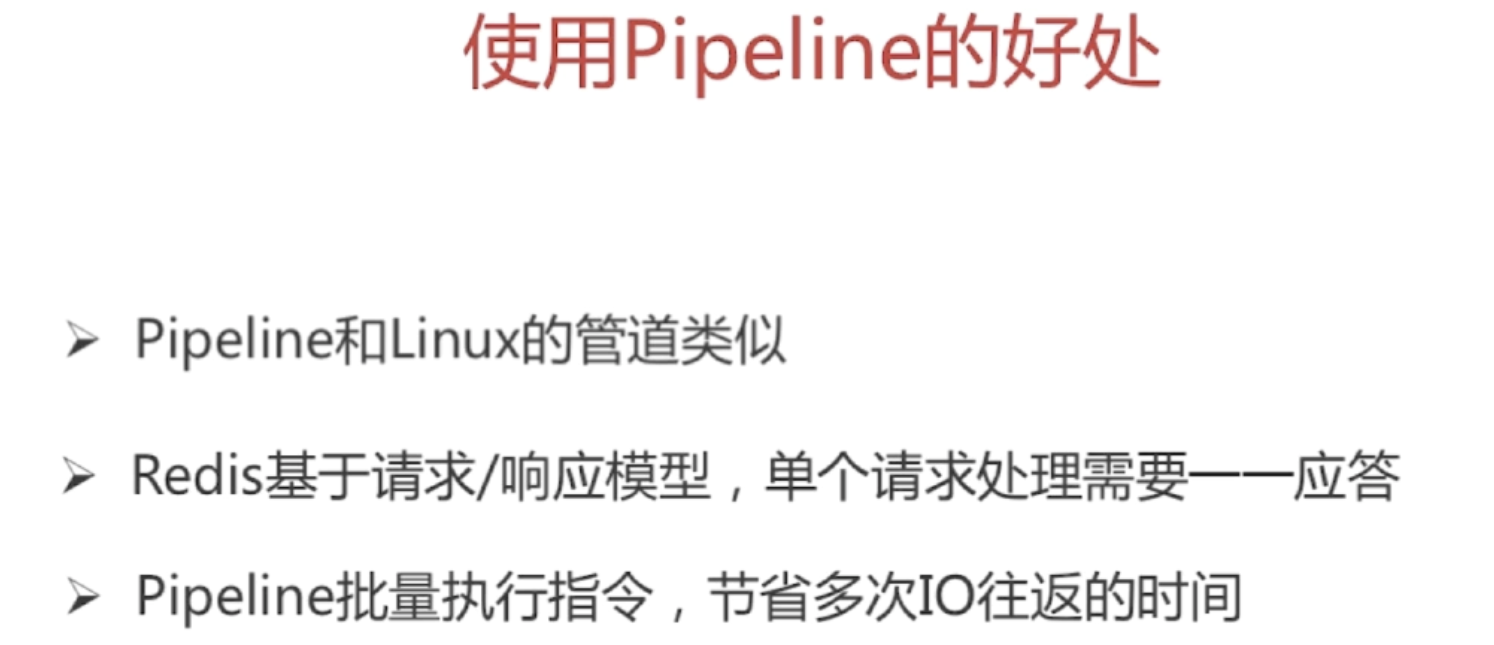 使用Pipeline的好处
Pipeline和Linux的管道类似
Redis基于请求/响应模型，单个请求处理需要一一应答
Pipeline批量执行指令，节省多次IO往返的时间